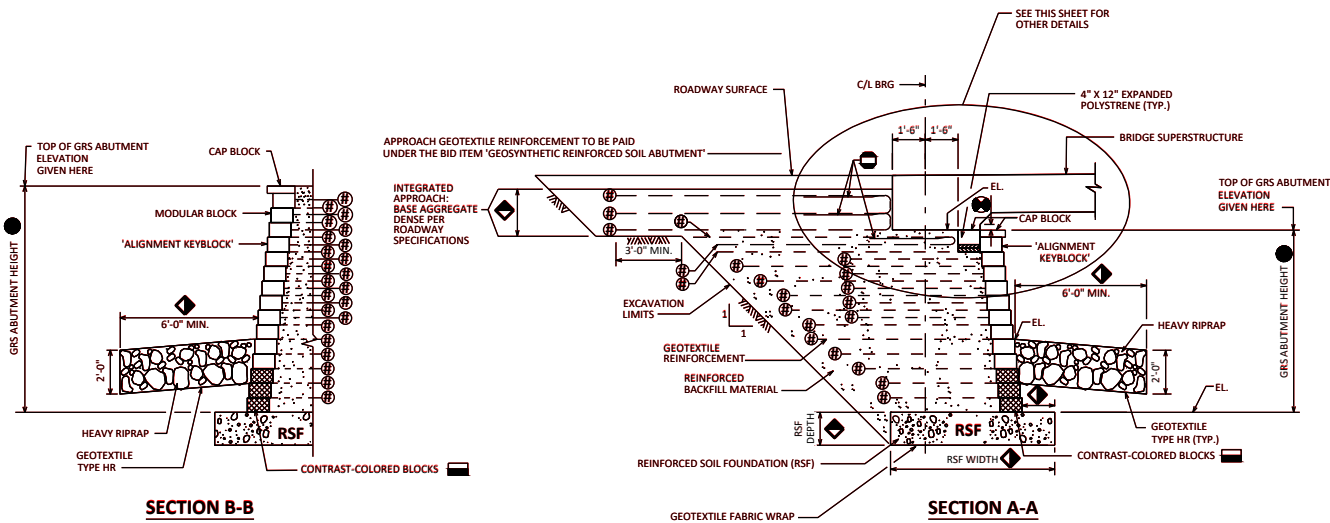 SEE THIS SHEET FOR
OTHER DETAILS
C/L BRG
ROADWAY SURFACE
4" X 12" EXPANDED
POLYSTRENE (TYP.)
1'-6"
1'-6"
BRIDGE SUPERSTRUCTURE
APPROACH GEOTEXTILE REINFORCEMENT TO BE PAID
UNDER THE BID ITEM 'GEOSYNTHETIC REINFORCED SOIL ABUTMENT'
TOP OF GRS ABUTMENT
ELEVATION
GIVEN HERE
CAP BLOCK
INTEGRATED
APPROACH:
BASE AGGREGATE
DENSE PER
ROADWAY
SPECIFICATIONS
EL.
TOP OF GRS ABUTMENT
ELEVATION
GIVEN HERE
MODULAR BLOCK
CAP BLOCK
'ALIGNMENT KEYBLOCK'
3'-0" MIN.
'ALIGNMENT
KEYBLOCK'
GRS ABUTMENT HEIGHT
6'-0" MIN.
EXCAVATION
LIMITS
1
1
6'-0" MIN.
GRS ABUTMENT HEIGHT
EL.
HEAVY RIPRAP
GEOTEXTILE
REINFORCEMENT
2'-0"
REINFORCED
BACKFILL MATERIAL
2'-0"
EL.
HEAVY RIPRAP
RSF
RSF
DEPTH
RSF
GEOTEXTILE
TYPE HR (TYP.)
GEOTEXTILE
TYPE HR
CONTRAST-COLORED BLOCKS
REINFORCED SOIL FOUNDATION (RSF)
RSF WIDTH
CONTRAST-COLORED BLOCKS
SECTION B-B
GEOTEXTILE FABRIC WRAP
SECTION A-A